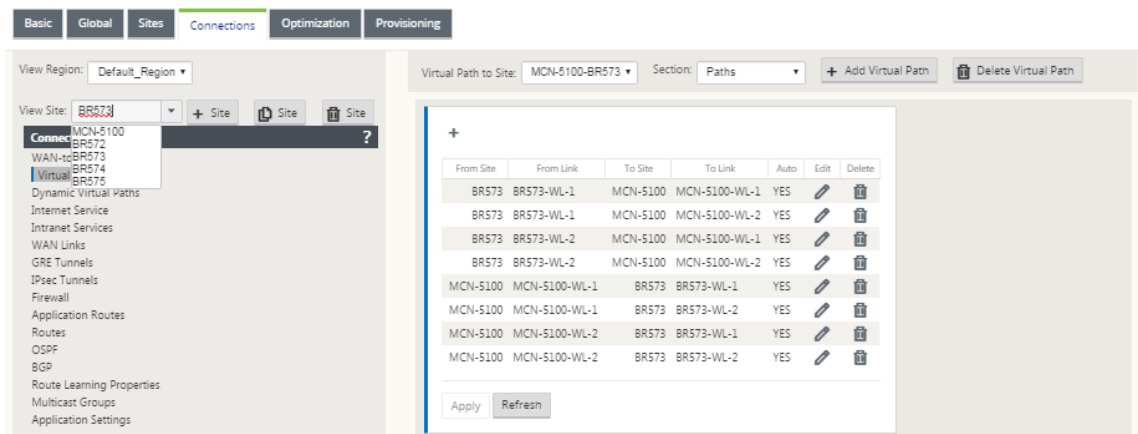 Basic Global Sites Connections Optimization Provisioning
View Region: Default_Region
View Site: BR573 + Site Site Site
MCN-5100
BR572
BR573
BR574
BR575
Connec ?
WAN-to
Virtual
Dynamic Virtual Paths
Internet Service
Intranet Services
WAN Links
GRE Tunnels
IPsec Tunnels
Firewall
Application Routes
Routes
OSPF
BGP
Route Learning Properties
Multicast Groups
Application Settings
Virtual Path to Site: MCN-5100-BR573 Section: Paths + Add Virtual Path Delete Virtual Path
+
From Site From Link To Site To Link Auto Edit Delete
BR573 BR573-WL-1 MCN-5100 MCN-5100-WL-1 YES
BR573 BR573-WL-1 MCN-5100 MCN-5100-WL-2 YES
BR573 BR573-WL-2 MCN-5100 MCN-5100-WL-1 YES
BR573 BR573-WL-2 MCN-5100 MCN-5100-WL-2 YES
MCN-5100 MCN-5100-WL-1 BR573 BR573-WL-1 YES
MCN-5100 MCN-5100-WL-1 BR573 BR573-WL-2 YES
MCN-5100 MCN-5100-WL-2 BR573 BR573-WL-1 YES
MCN-5100 MCN-5100-WL-2 BR573 BR573-WL-2 YES
Apply Refresh